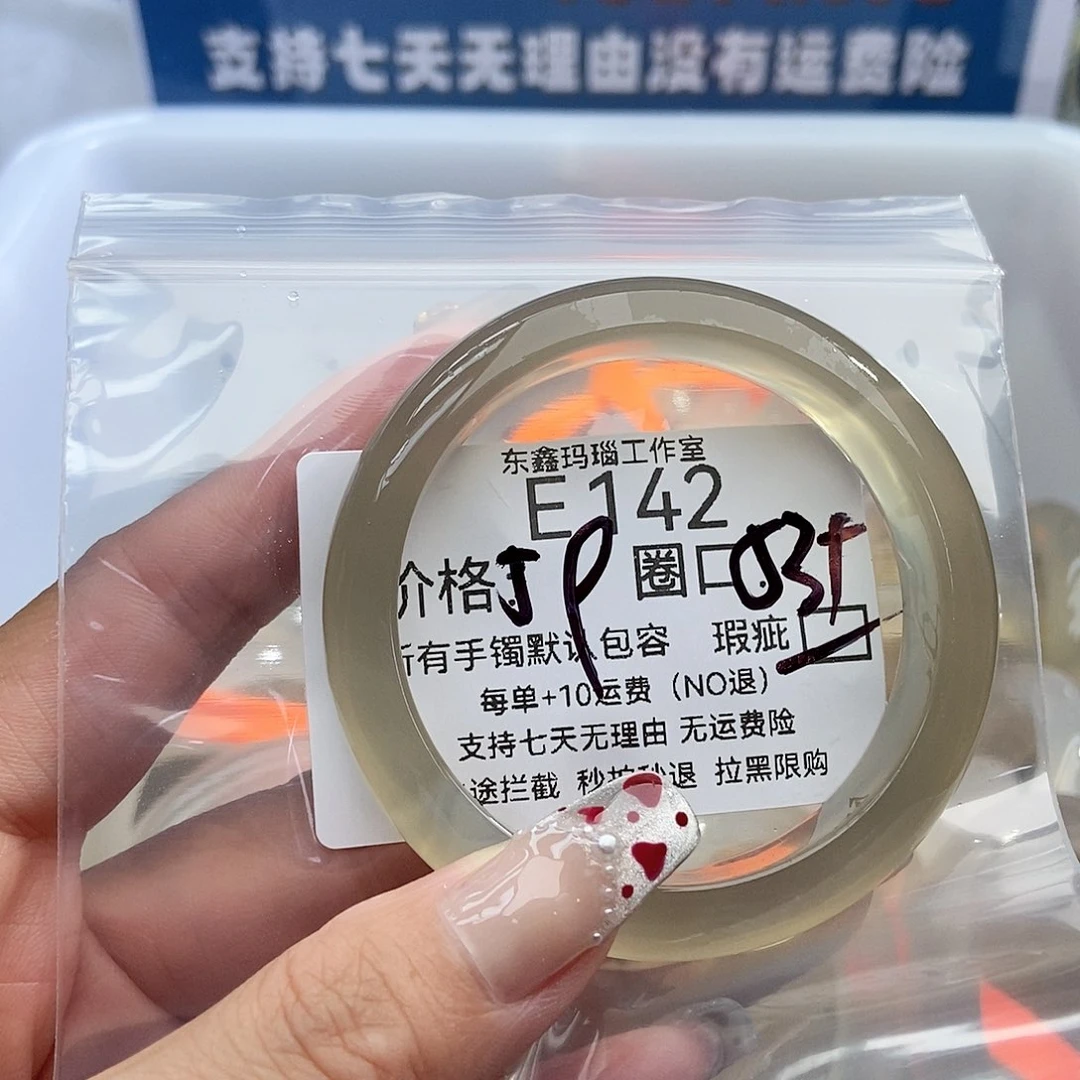 支持七天无理由没有运费险
东鑫玛瑙工作室
E142
价格 圈口
所有手镯默认包容 瑕疵
每单+10运费（NO退）
支持七天无理由 无运费险
途拦截 秒拍秒退 拉黑限购